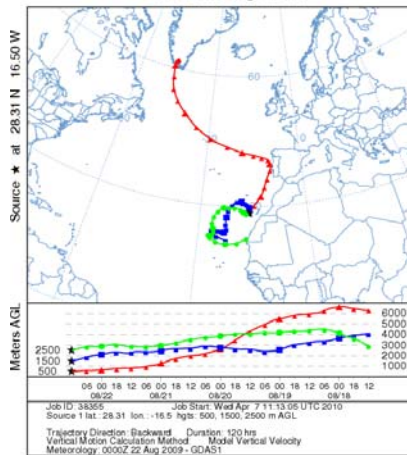 Source ★ at 28.31 N 16.50 W
60
Meters AGL
6000
5000
4000
3000
2000
1000
2500
1500
500
06 00 18 12 06 00 18 12 06 00 18 12 06 00 18 12 06 00 18 12
08/22 08/21 08/20 08/19 08/18
Job ID: 38355 Job Start: Wed Apr 7 11:13:05 UTC 2010
Source 1 lat.: 28.31 lon.: -16.5 hgts: 500, 1500, 2500 m AGL
Trajectory Direction: Backward Duration: 120 hrs
Vertical Motion Calculation Method: Model Vertical Velocity
Meteorology: 0000Z 22 Aug 2009 - GDAS1